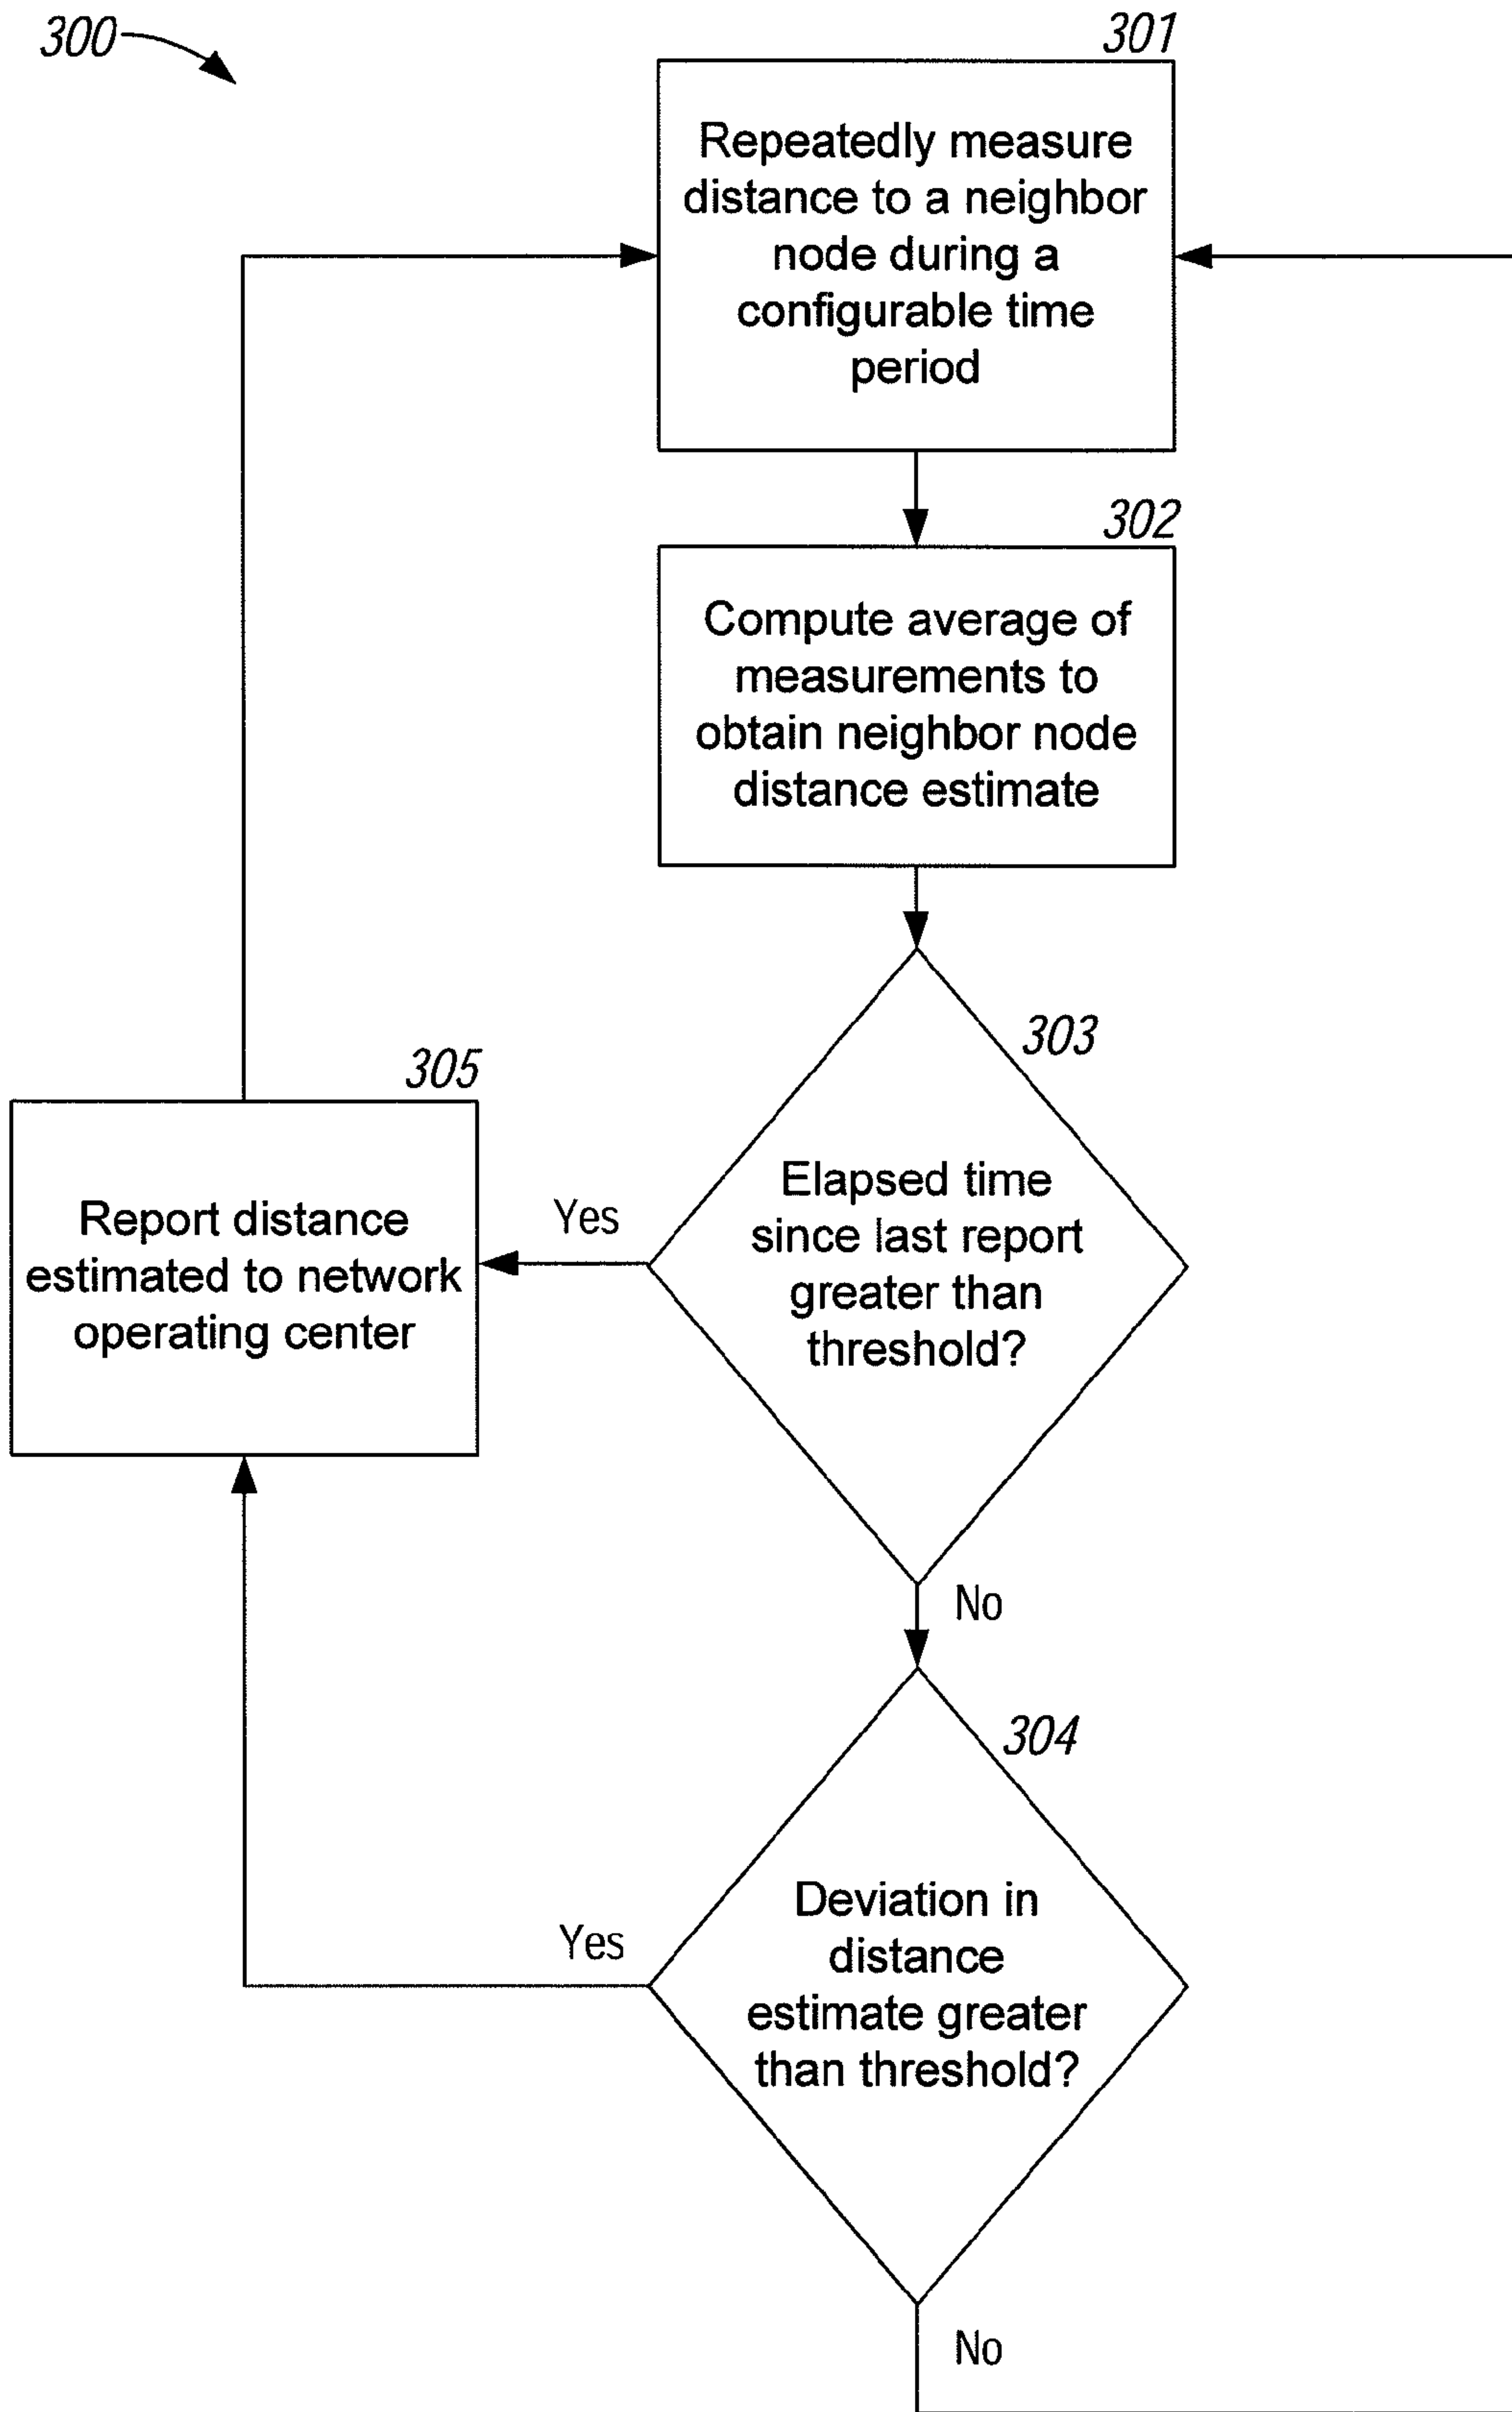 300
301
Repeatedly measure
distance to a neighbor
node during a
configurable time
period
302
Compute average of
measurements to
obtain neighbor node
distance estimate
303
Elapsed time
since last report
greater than
threshold?
Yes
305
Report distance
estimated to network
operating center
No
304
Deviation in
distance
estimate greater
than threshold?
Yes
No